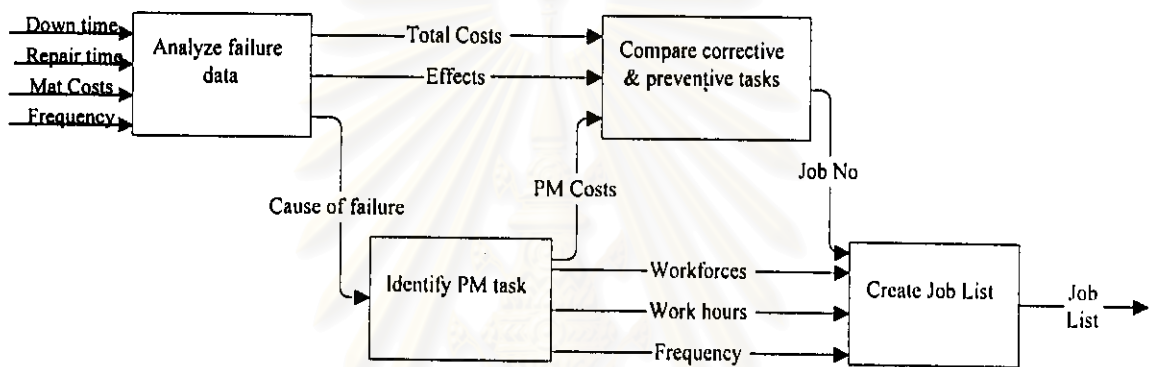 Down time
Repair time
Mat Costs
Frequency
Analyze failure
data
Total Costs
Effects
Compare corrective
& preventive tasks
Cause of failure
PM Costs
Job No
Identify PM task
Workforces
Work hours
Frequency
Create Job List
Job
List